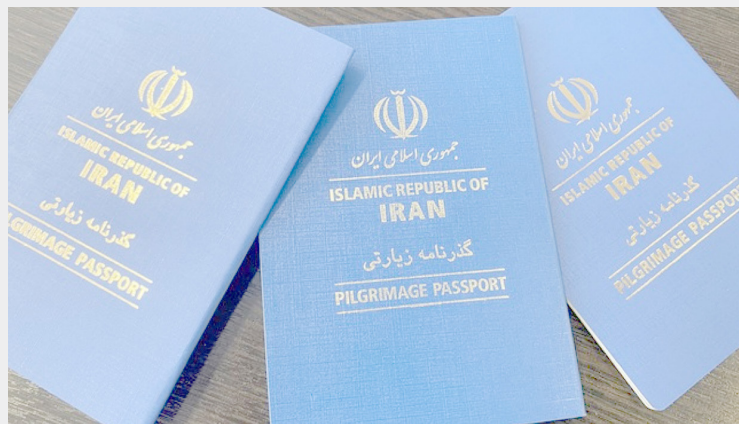 جمهوری اسلامی ایران
ISLAMIC REPUBLIC OF
IRAN
گذرنامه زیارتی
PILGRIMAGE PASSPORT
جمهوری اسلامی ایران
ISLAMIC REPUBLIC OF
IRAN
گذرنامه زیارتی
PILGRIMAGE PASSPORT
جمهوری اسلامی ایران
ISLAMIC REPUBLIC OF
IRAN
گذرنامه زیارتی
PILGRIMAGE PASSPORT